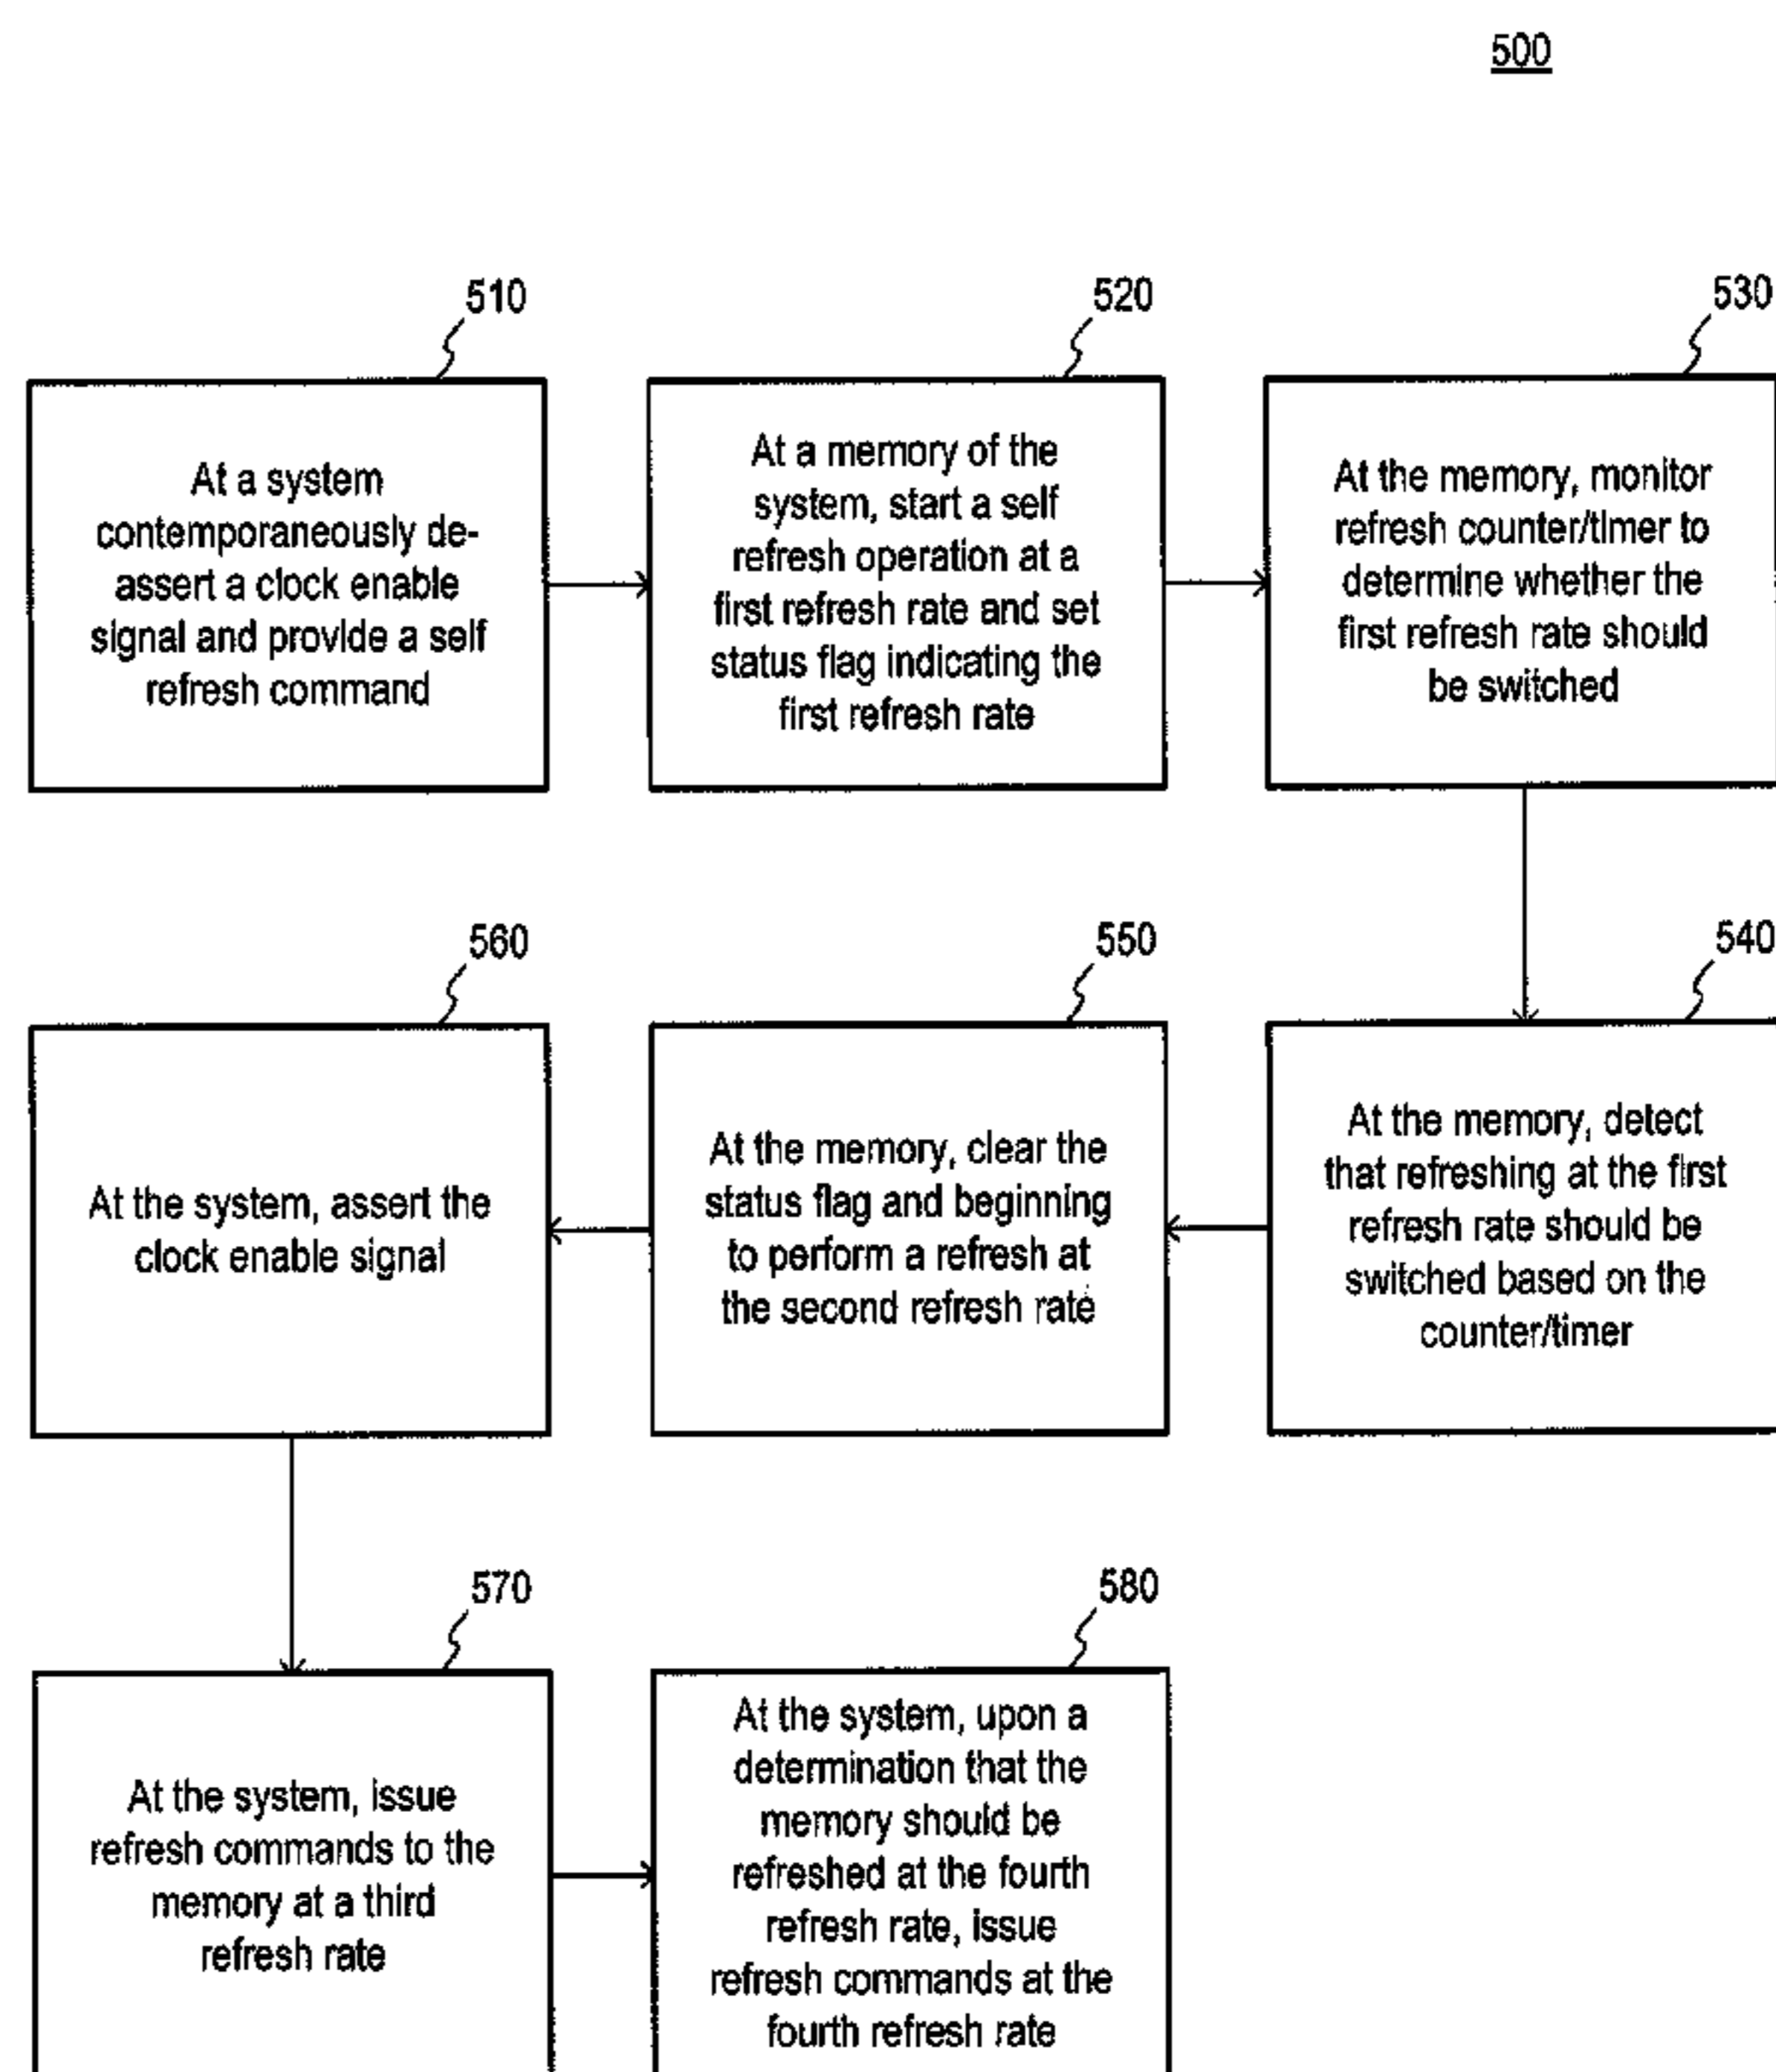 500
510
At a system
contemporaneously de-
assert a clock enable
signal and provide a self
refresh command
520
At a memory of the
system, start a self
refresh operation at a
first refresh rate and set
status flag indicating the
first refresh rate
530
At the memory, monitor
refresh counter/timer to
determine whether the
first refresh rate should
be switched
540
At the memory, detect
that refreshing at the first
refresh rate should be
switched based on the
counter/timer
550
At the memory, clear the
status flag and beginning
to perform a refresh at
the second refresh rate
560
At the system, assert the
clock enable signal
570
At the system, issue
refresh commands to the
memory at a third
refresh rate
580
At the system, upon a
determination that the
memory should be
refreshed at the fourth
refresh rate, issue
refresh commands at the
fourth refresh rate